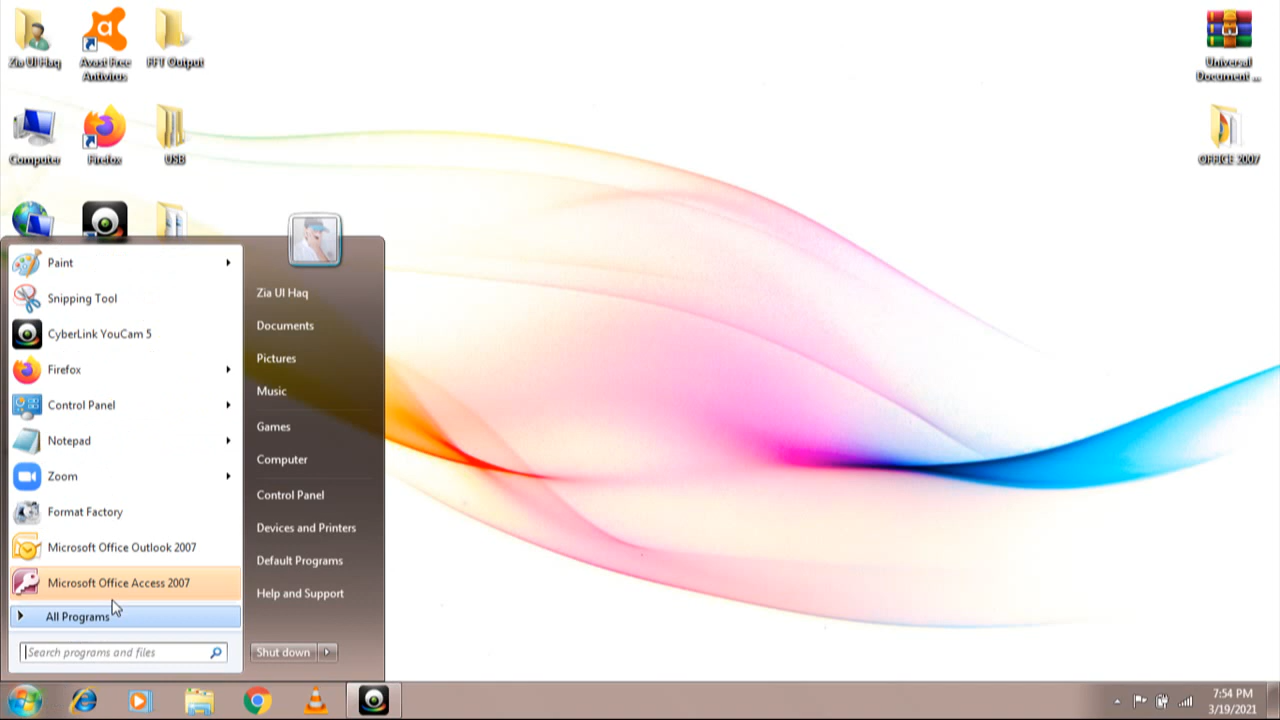 Zia Ul Haq
Avast Free
Antivirus
FFT Output
Universal
Document ...
Computer
Firefox
USB
OFFICE 2007
Paint
Snipping Tool
CyberLink YouCam 5
Firefox
Control Panel
Notepad
Zoom
Format Factory
Microsoft Office Outlook 2007
Microsoft Office Access 2007
All Programs
Search programs and files
Zia Ul Haq
Documents
Pictures
Music
Games
Computer
Control Panel
Devices and Printers
Default Programs
Help and Support
Shut down
7:54 PM
3/19/2021